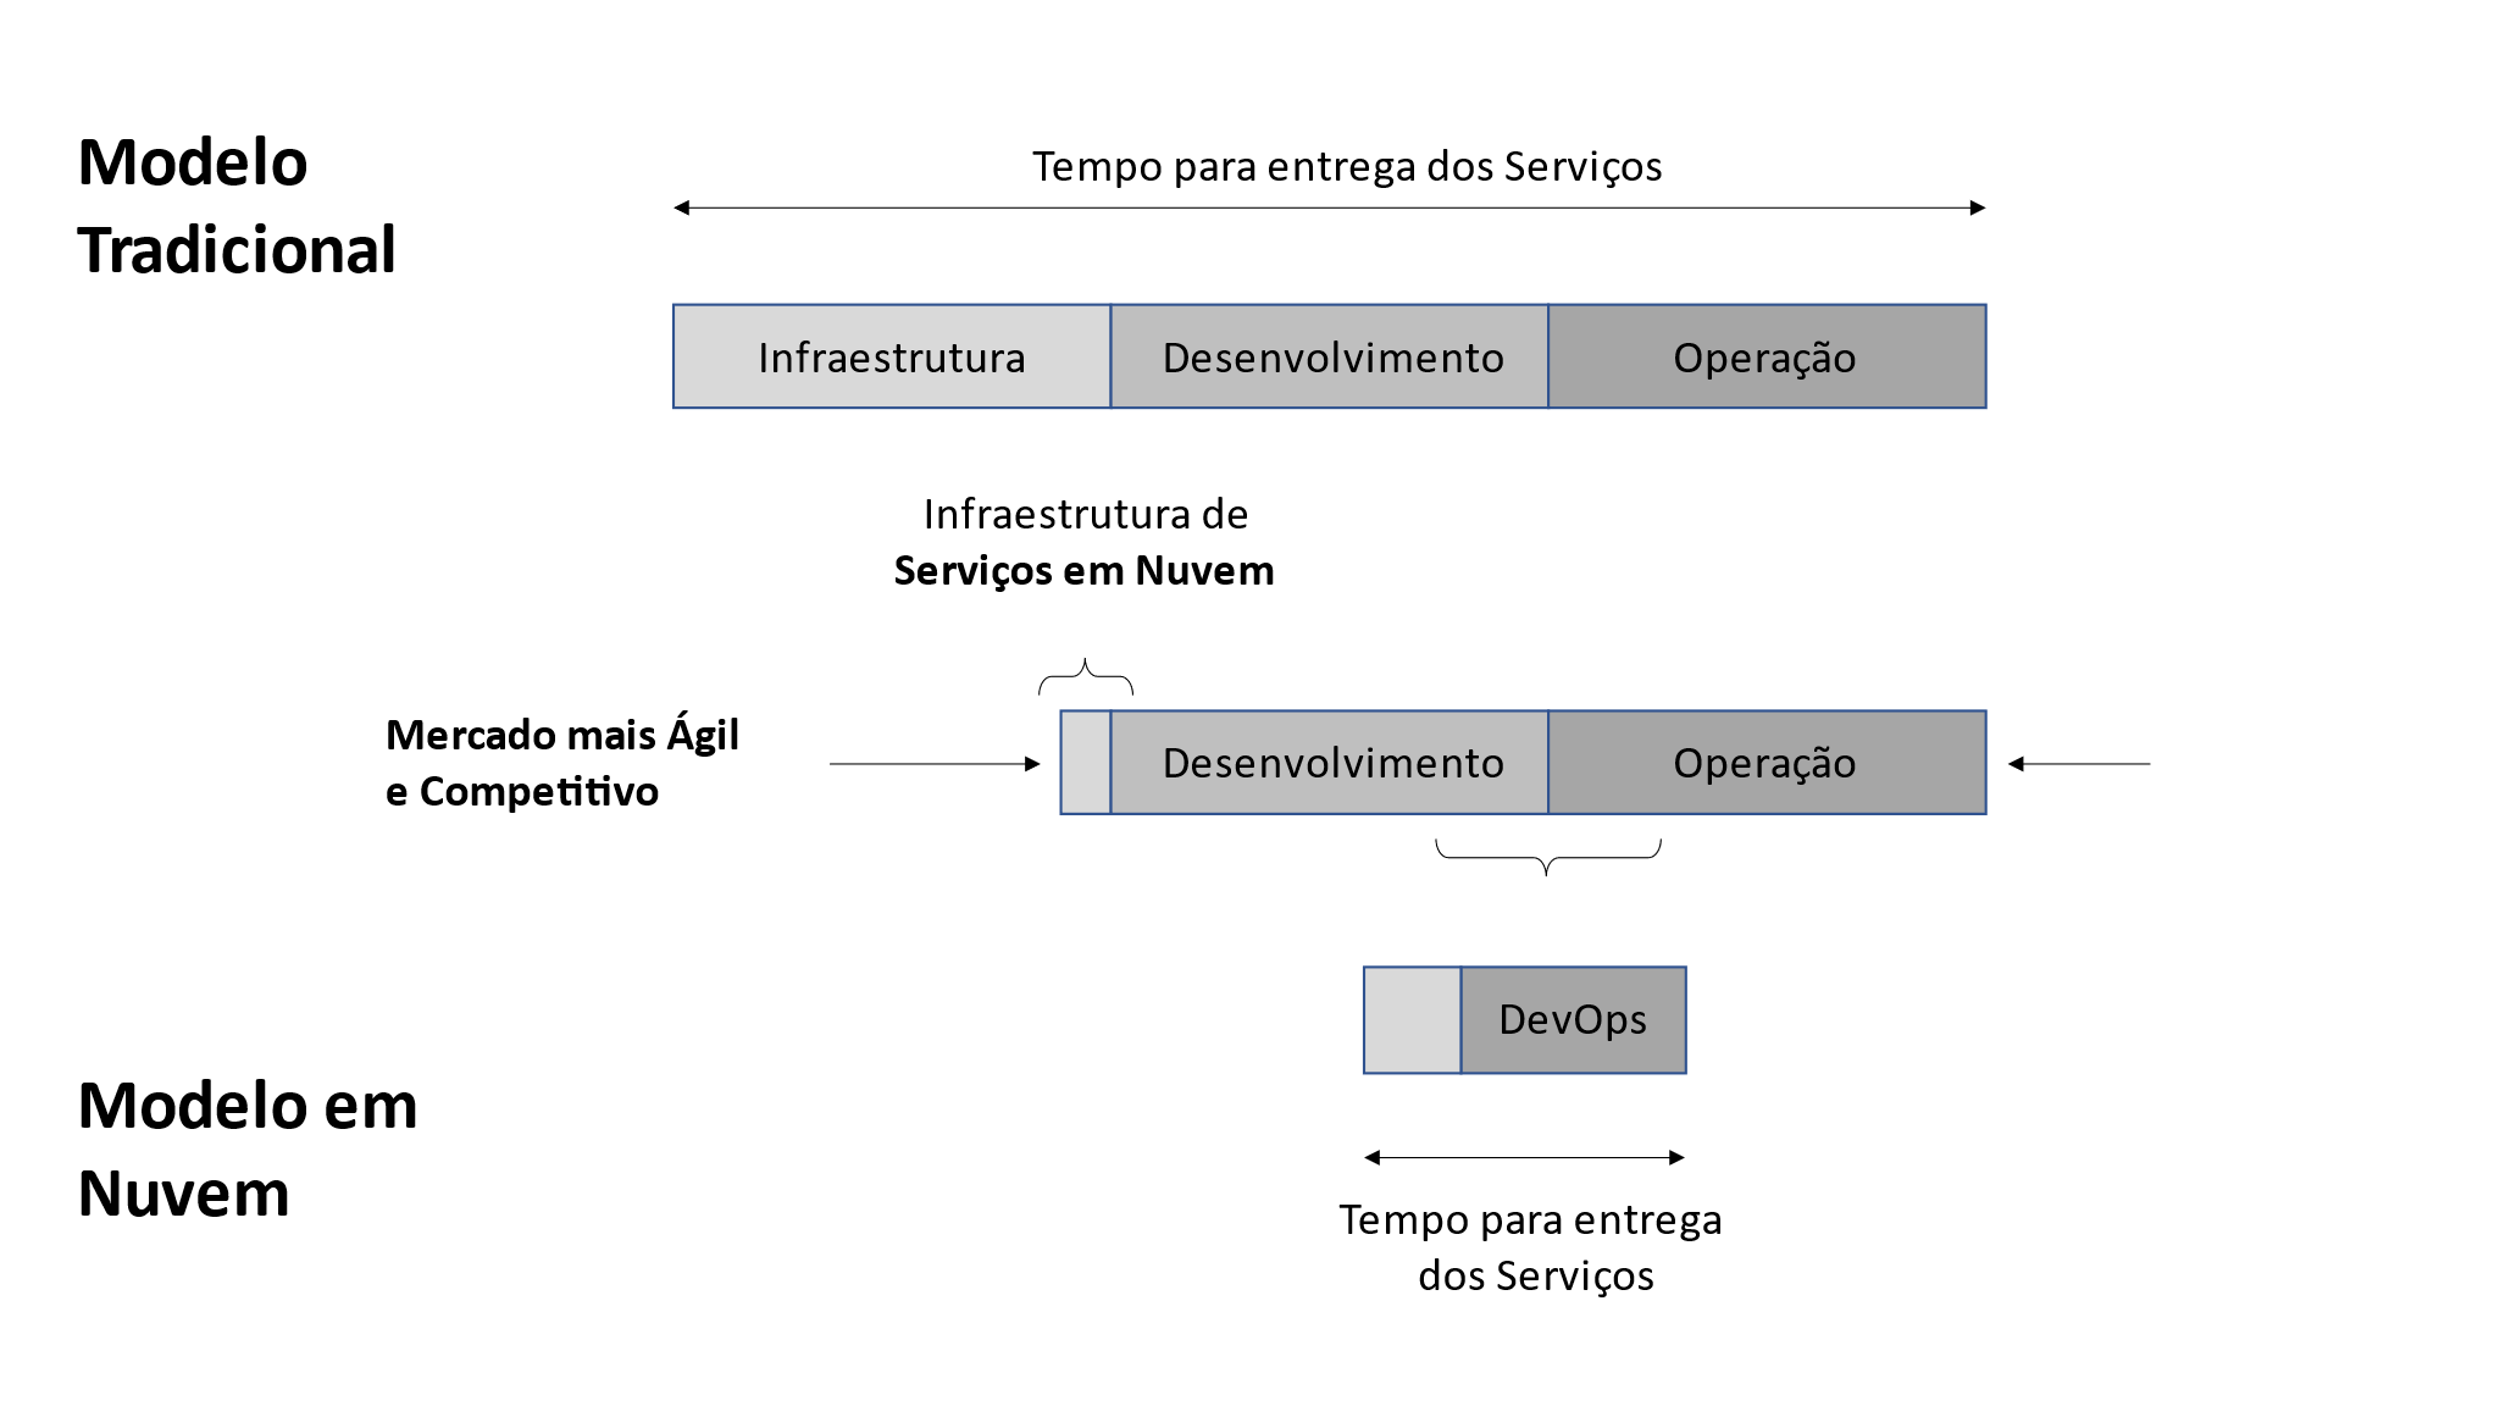 Modelo
Tradicional
Tempo para entrega dos Serviços
Infraestrutura
Desenvolvimento
Operação
Infraestrutura de
Serviços em Nuvem
Mercado mais Ágil
e Competitivo
Desenvolvimento
Operação
DevOps
Modelo em
Nuvem
Tempo para entrega
dos Serviços